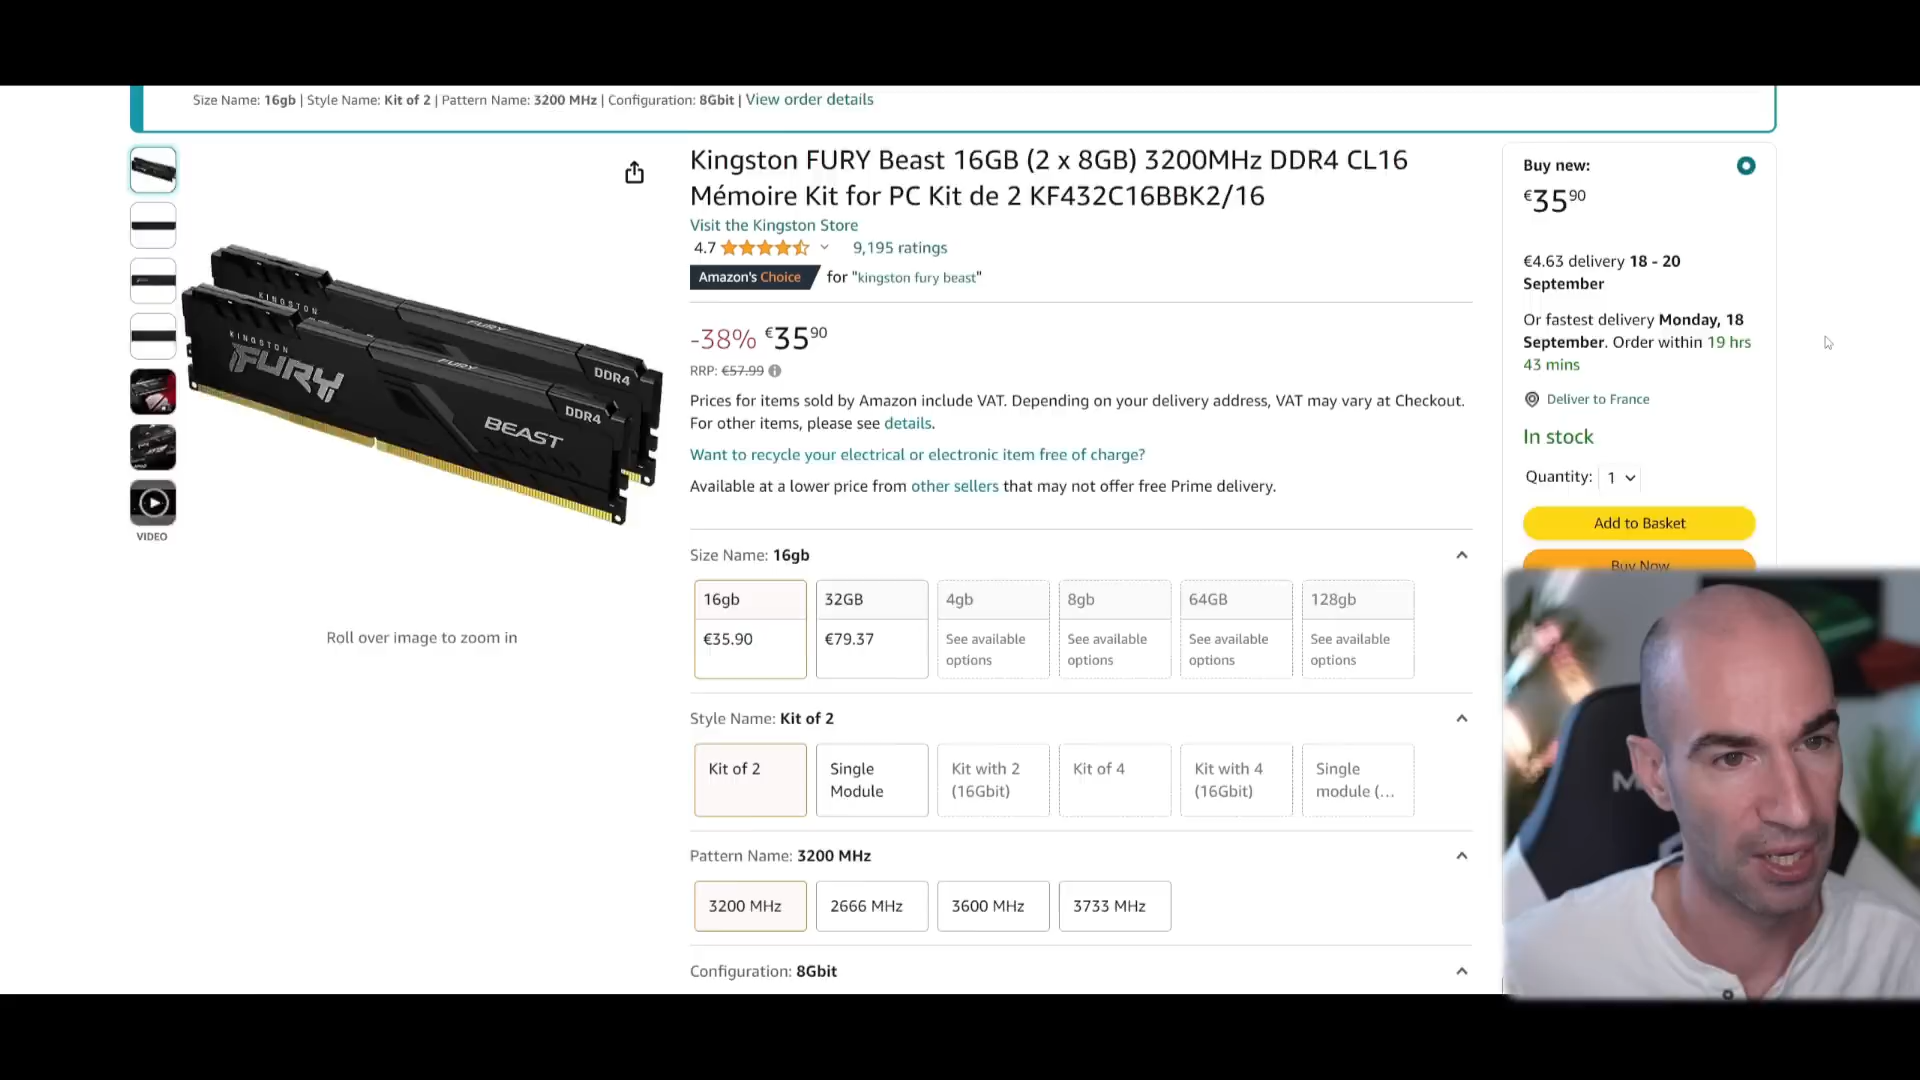 Size Name: 16gb | Style Name: Kit of 2 | Pattern Name: 3200 MHz | Configuration: 8Gbit | View order details
Kingston FURY Beast 16GB (2 x 8GB) 3200MHz DDR4 CL16
Mémoire Kit for PC Kit de 2 KF432C16BBK2/16
Visit the Kingston Store
4.7 9,195 ratings
Amazon's Choice for "kingston fury beast"
-38% €35⁹⁰
RRP: €57.99
Prices for items sold by Amazon include VAT. Depending on your delivery address, VAT may vary at Checkout.
For other items, please see details.
Want to recycle your electrical or electronic item free of charge?
Available at a lower price from other sellers that may not offer free Prime delivery.
KINGSTON
FURY
DDR4
KINGSTON
FURY
FURY
BEAST
DDR4
VIDEO
Roll over image to zoom in
Size Name: 16gb
16gb
€35.90
32GB
€79.37
4gb
See available
options
8gb
See available
options
64GB
See available
options
128gb
See available
options
Style Name: Kit of 2
Kit of 2
Single
Module
Kit with 2
(16Gbit)
Kit of 4
Kit with 4
(16Gbit)
Single
module (...
Pattern Name: 3200 MHz
3200 MHz
2666 MHz
3600 MHz
3733 MHz
Configuration: 8Gbit
Buy new:
€35⁹⁰
€4.63 delivery 18 - 20
September
Or fastest delivery Monday, 18
September. Order within 19 hrs
43 mins
Deliver to France
In stock
Quantity: 1
Add to Basket
Buy Now